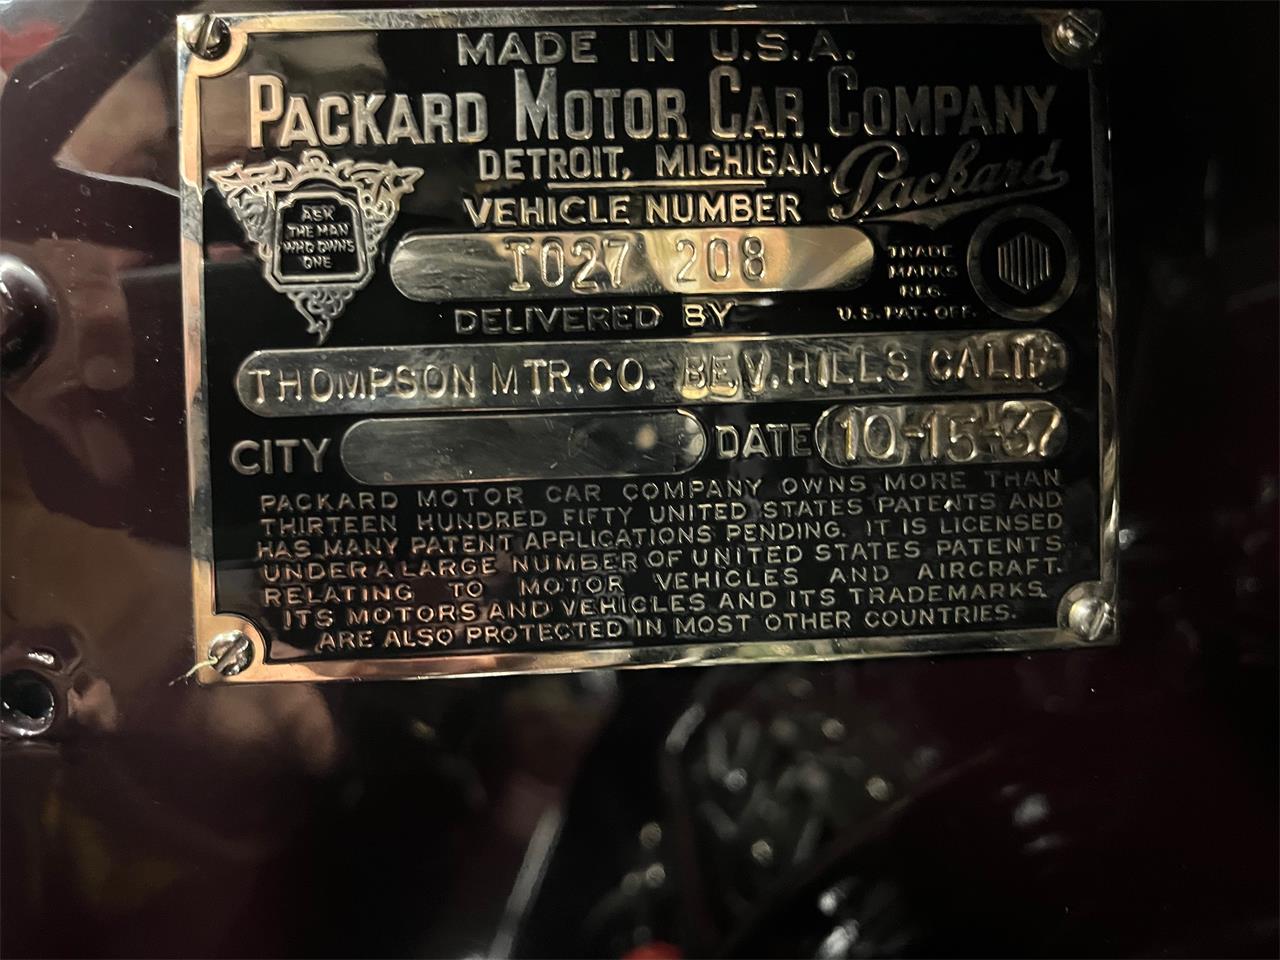 MADE IN U.S.A.
PACKARD MOTOR CAR COMPANY
DETROIT, MICHIGAN.
Packard
ASK
THE MAN
WHO OWNS
ONE
VEHICLE NUMBER
1027 208
TRADE
MARKS
REG.
U.S. PAT. OFF.
DELIVERED BY
THOMPSON MTR. CO. BEV. HILLS CALIF
CITY
DATE 10-15-37
PACKARD MOTOR CAR COMPANY OWNS MORE THAN
THIRTEEN HUNDRED FIFTY UNITED STATES PATENTS AND
HAS MANY PATENT APPLICATIONS PENDING. IT IS LICENSED
UNDER A LARGE NUMBER OF UNITED STATES PATENTS
RELATING TO MOTOR VEHICLES AND AIRCRAFT.
ITS MOTORS AND VEHICLES AND ITS TRADEMARKS.
ARE ALSO PROTECTED IN MOST OTHER COUNTRIES.